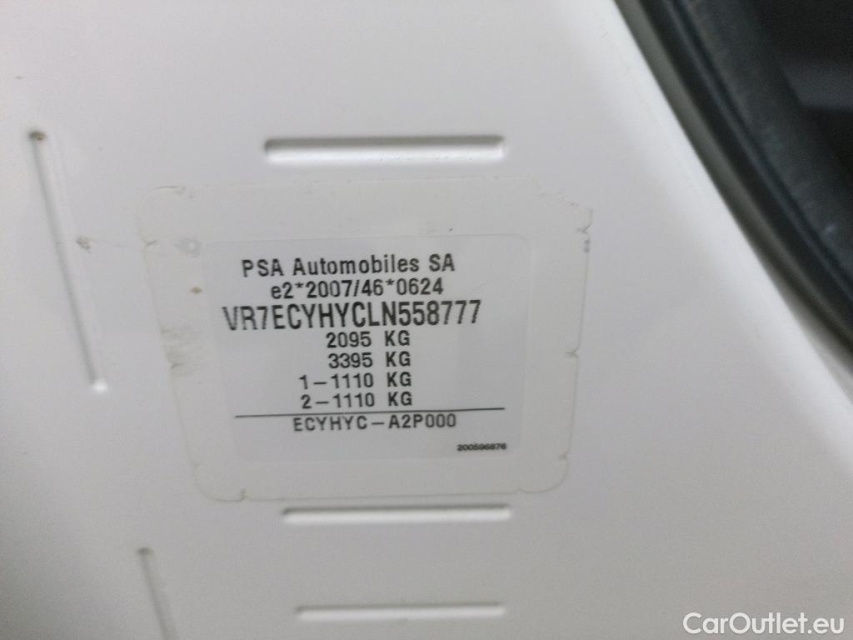 PSA Automobiles SA
e2*2007/46*0624
VR7ECYHYCLN558777
2095 KG
3395 KG
1-1110 KG
2-1110 KG
ECYHYC-A2P000
CarOutlet.eu